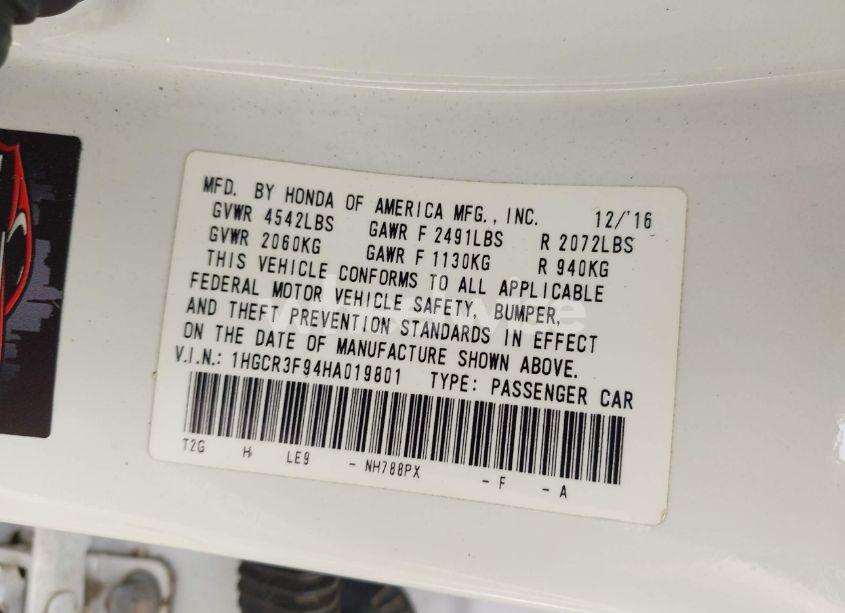 MFD. BY HONDA OF AMERICA MFG., INC. 12/'16
GVWR 4542LBS GAWR F 2491LBS R 2072LBS
GVWR 2060KG GAWR F 1130KG R 940KG
THIS VEHICLE CONFORMS TO ALL APPLICABLE
FEDERAL MOTOR VEHICLE SAFETY, BUMPER,
AND THEFT PREVENTION STANDARDS IN EFFECT
ON THE DATE OF MANUFACTURE SHOWN ABOVE.
V.I.N.: 1HGCR3F94HA019801 TYPE: PASSENGER CAR
T2G H LE9 - NH788PX - F - A